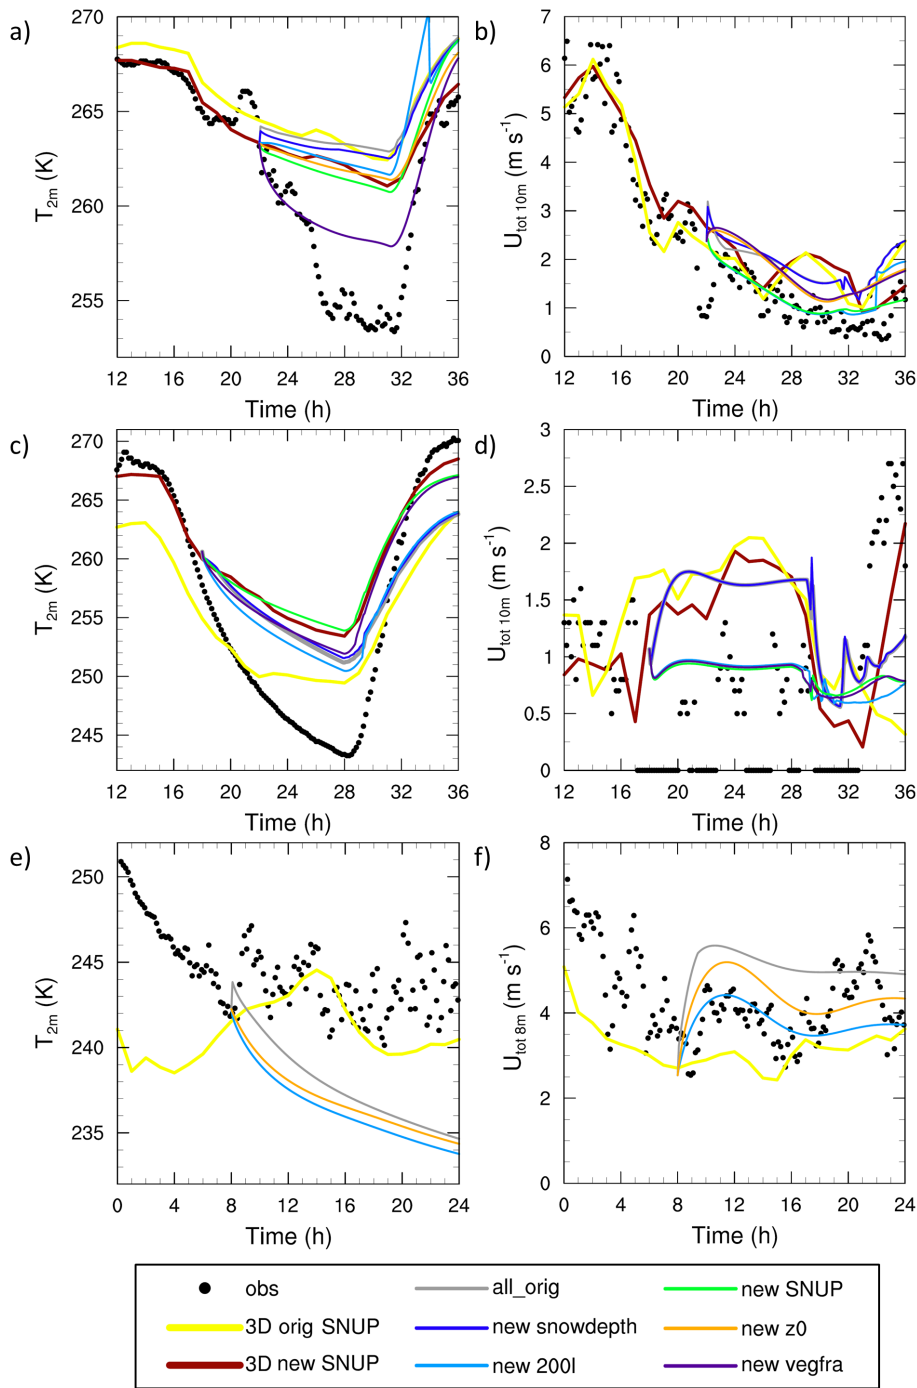 a)
270
265
260
255
T2m (K)
12 16 20 24 28 32 36
Time (h)
b)
7
6
5
4
3
2
1
0
Utot 10m (m s-1)
12 16 20 24 28 32 36
Time (h)
c)
270
265
260
255
250
245
T2m (K)
12 16 20 24 28 32 36
Time (h)
d)
3
2.5
2
1.5
1
0.5
0
Utot 10m (m s-1)
12 16 20 24 28 32 36
Time (h)
e)
250
245
240
235
T2m (K)
0 4 8 12 16 20 24
Time (h)
f)
8
6
4
2
0
Utot 8m (m s-1)
0 4 8 12 16 20 24
Time (h)
obs all_orig new SNUP
3D orig SNUP new snowdepth new z0
3D new SNUP new 200l new vegfra